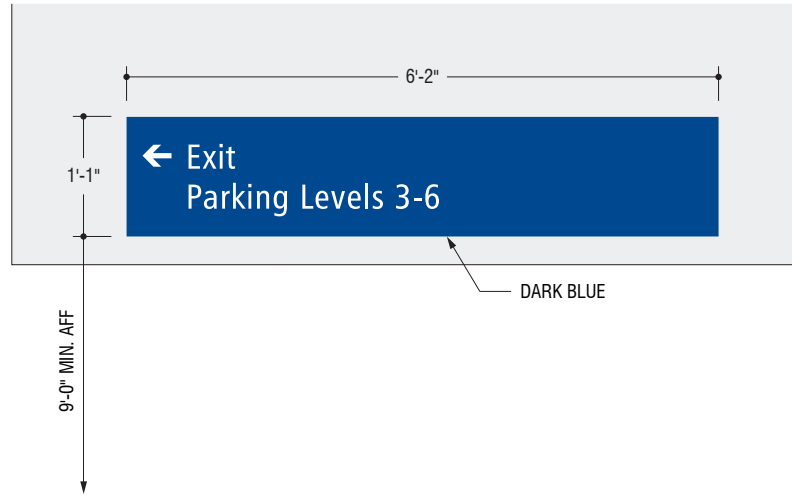 6'-2"
1'-1"
← Exit
Parking Levels 3-6
DARK BLUE
9'-0" MIN. AFF